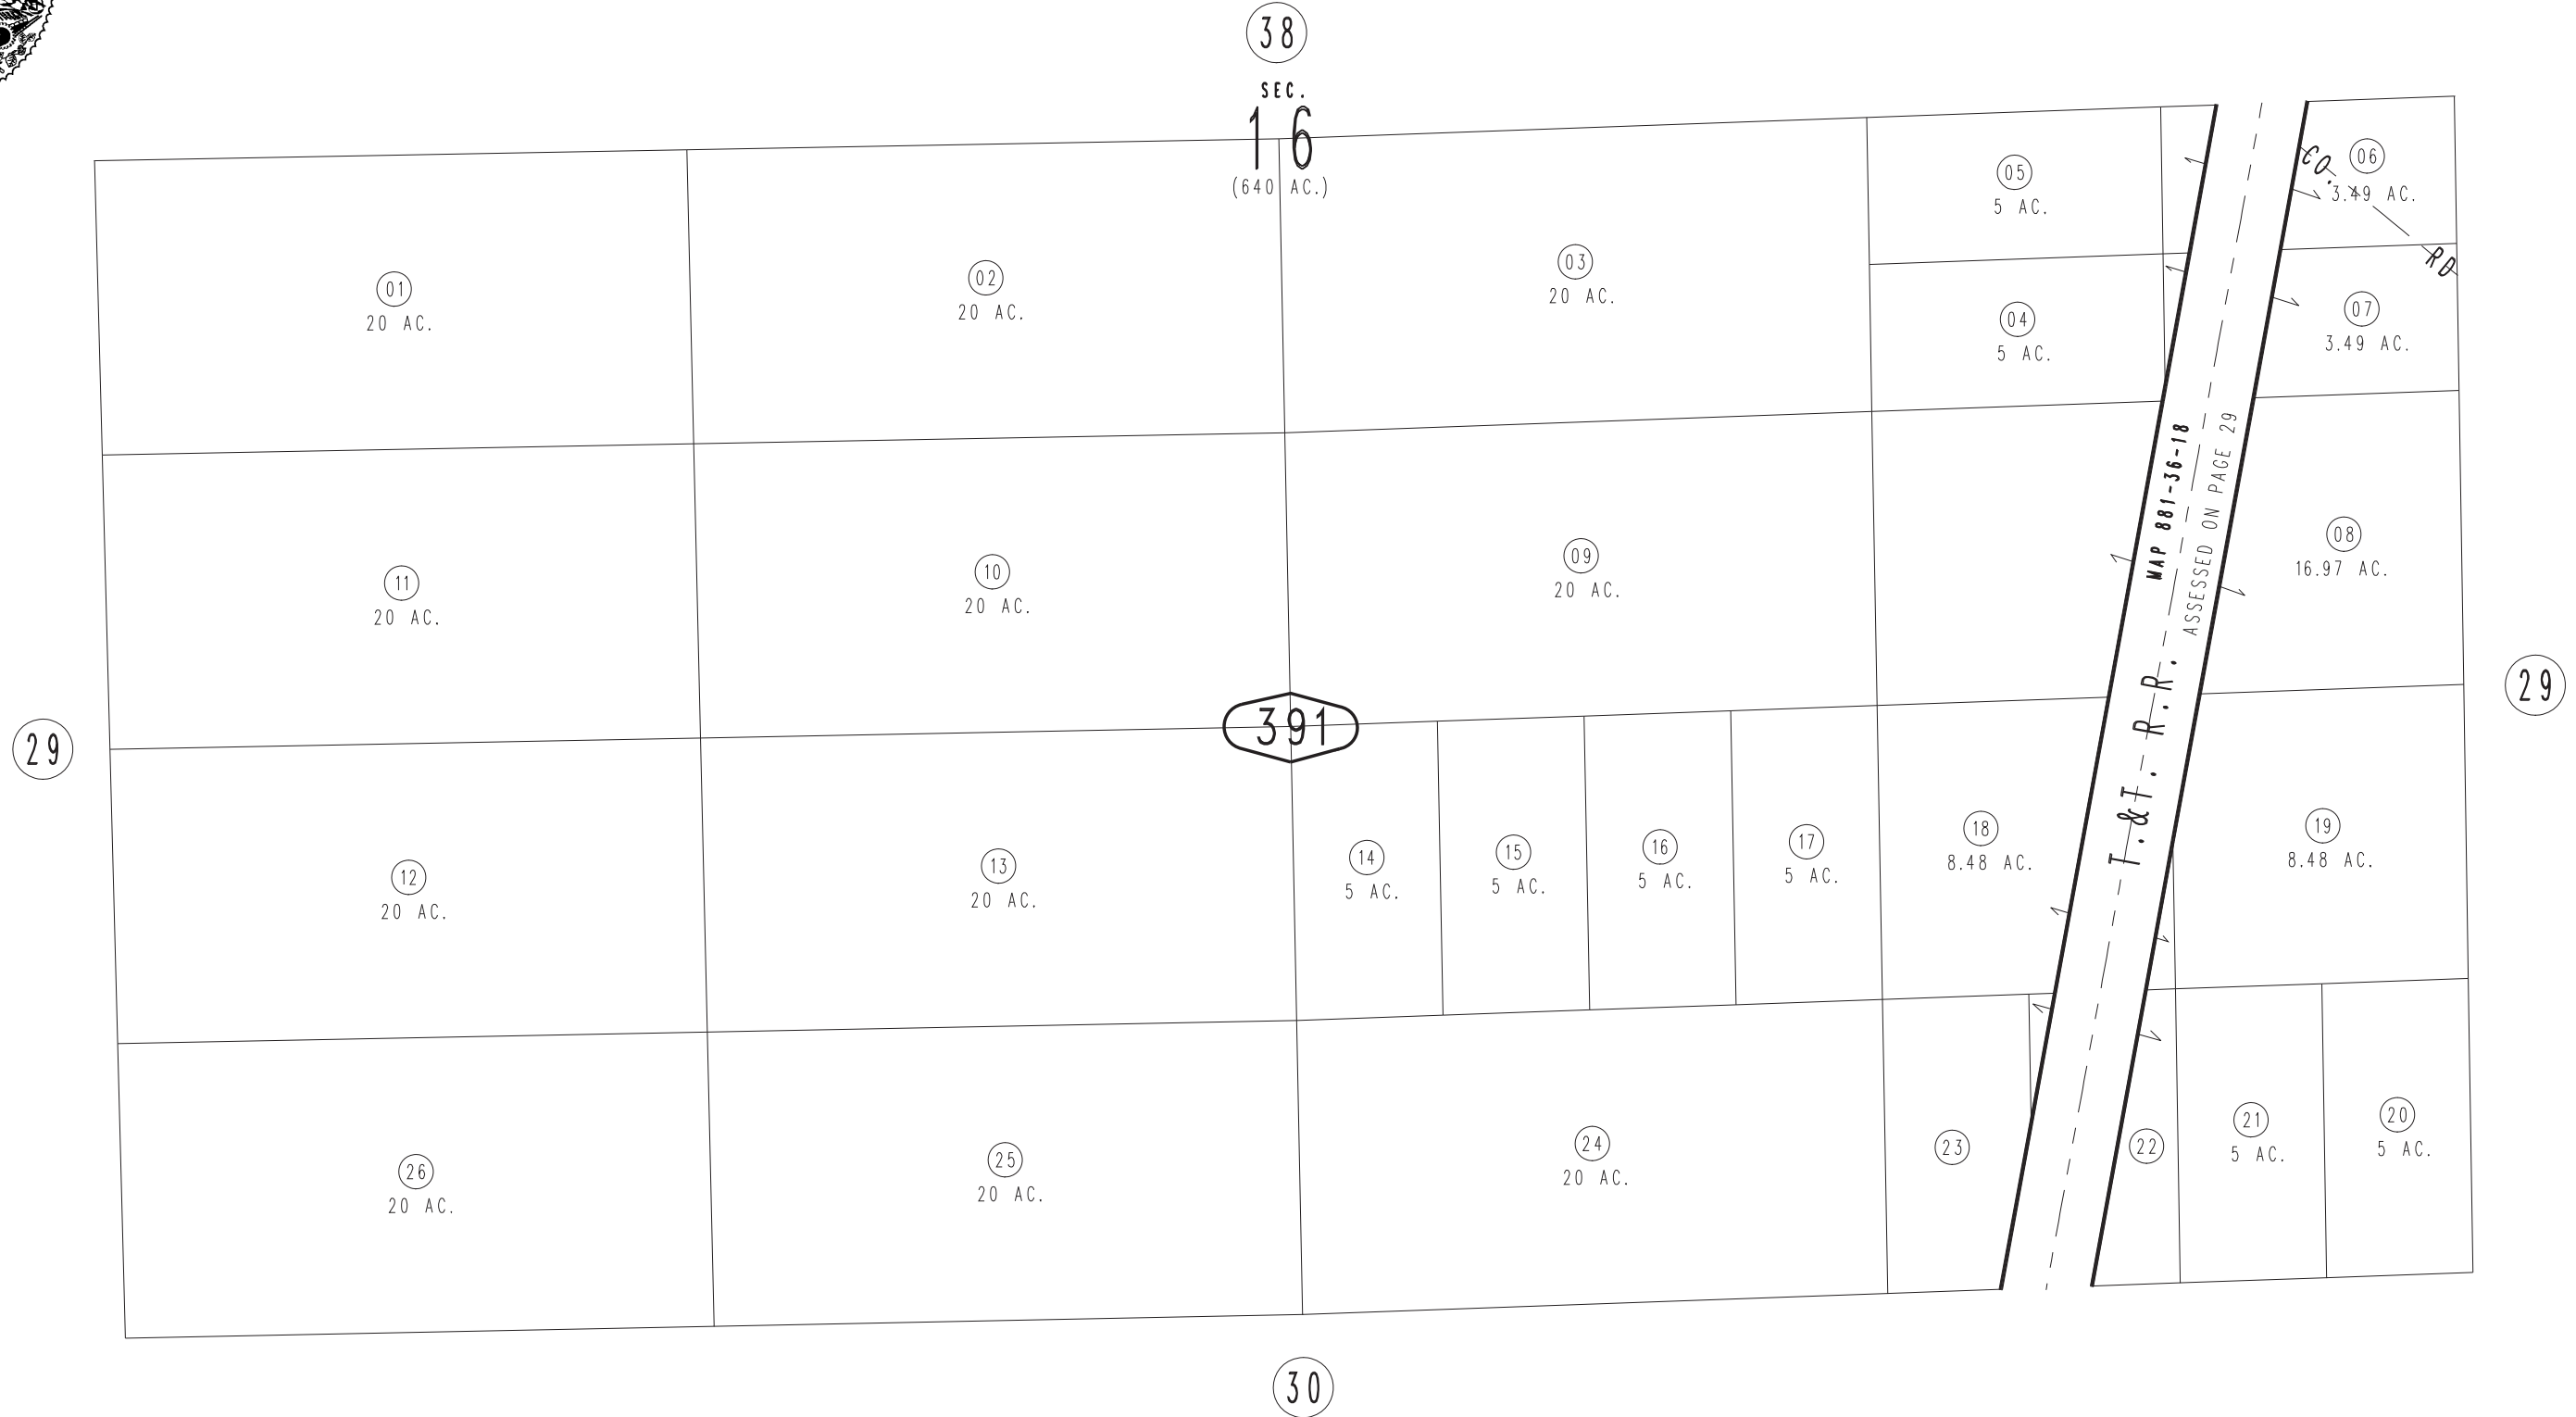 38
SEC.
16
(640 AC.)
01
20 AC.
02
20 AC.
03
20 AC.
05
5 AC.
04
5 AC.
CO. RD
06
3.49 AC.
07
3.49 AC.
11
20 AC.
10
20 AC.
09
20 AC.
08
16.97 AC.
T.&T. R.R. MAP 881-36-18
ASSESSED ON PAGE 29
29
391
29
12
20 AC.
13
20 AC.
14
5 AC.
15
5 AC.
16
5 AC.
17
5 AC.
18
8.48 AC.
19
8.48 AC.
26
20 AC.
25
20 AC.
24
20 AC.
23
22
21
5 AC.
20
5 AC.
30